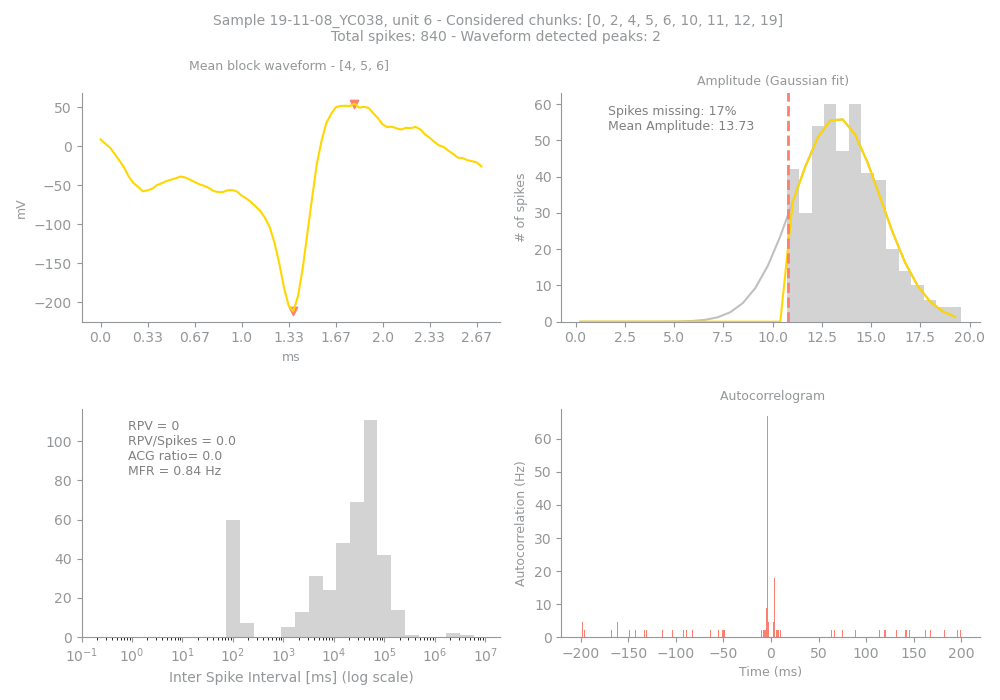 Sample 19-11-08_YC038, unit 6 - Considered chunks: [0, 2, 4, 5, 6, 10, 11, 12, 19]
Total spikes: 840 - Waveform detected peaks: 2
Mean block waveform - [4, 5, 6]
50
0
−50
−100
−150
−200
mV
0.0 0.33 0.67 1.0 1.33 1.67 2.0 2.33 2.67
ms
Amplitude (Gaussian fit)
Spikes missing: 17%
Mean Amplitude: 13.73
60
50
40
30
20
10
0
# of spikes
0.0 2.5 5.0 7.5 10.0 12.5 15.0 17.5 20.0
RPV = 0
RPV/Spikes = 0.0
ACG ratio= 0.0
MFR = 0.84 Hz
100
80
60
40
20
0
10⁻¹ 10⁰ 10¹ 10² 10³ 10⁴ 10⁵ 10⁶ 10⁷
Inter Spike Interval [ms] (log scale)
Autocorrelogram
60
50
40
30
20
10
0
Autocorrelation (Hz)
−200 −150 −100 −50 0 50 100 150 200
Time (ms)